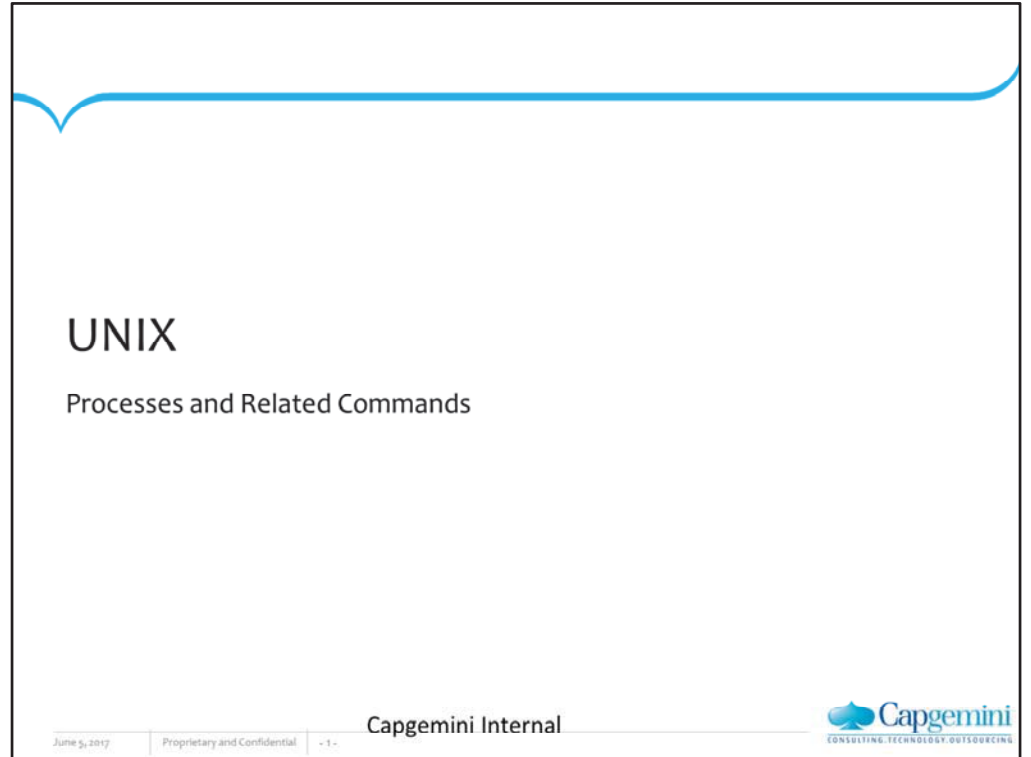 UNIX
Processes and Related Commands
Capgemini Internal
June 5, 2017
Proprietary and Confidential
- 1 -
Capgemini
CONSULTING.TECHNOLOGY.OUTSOURCING